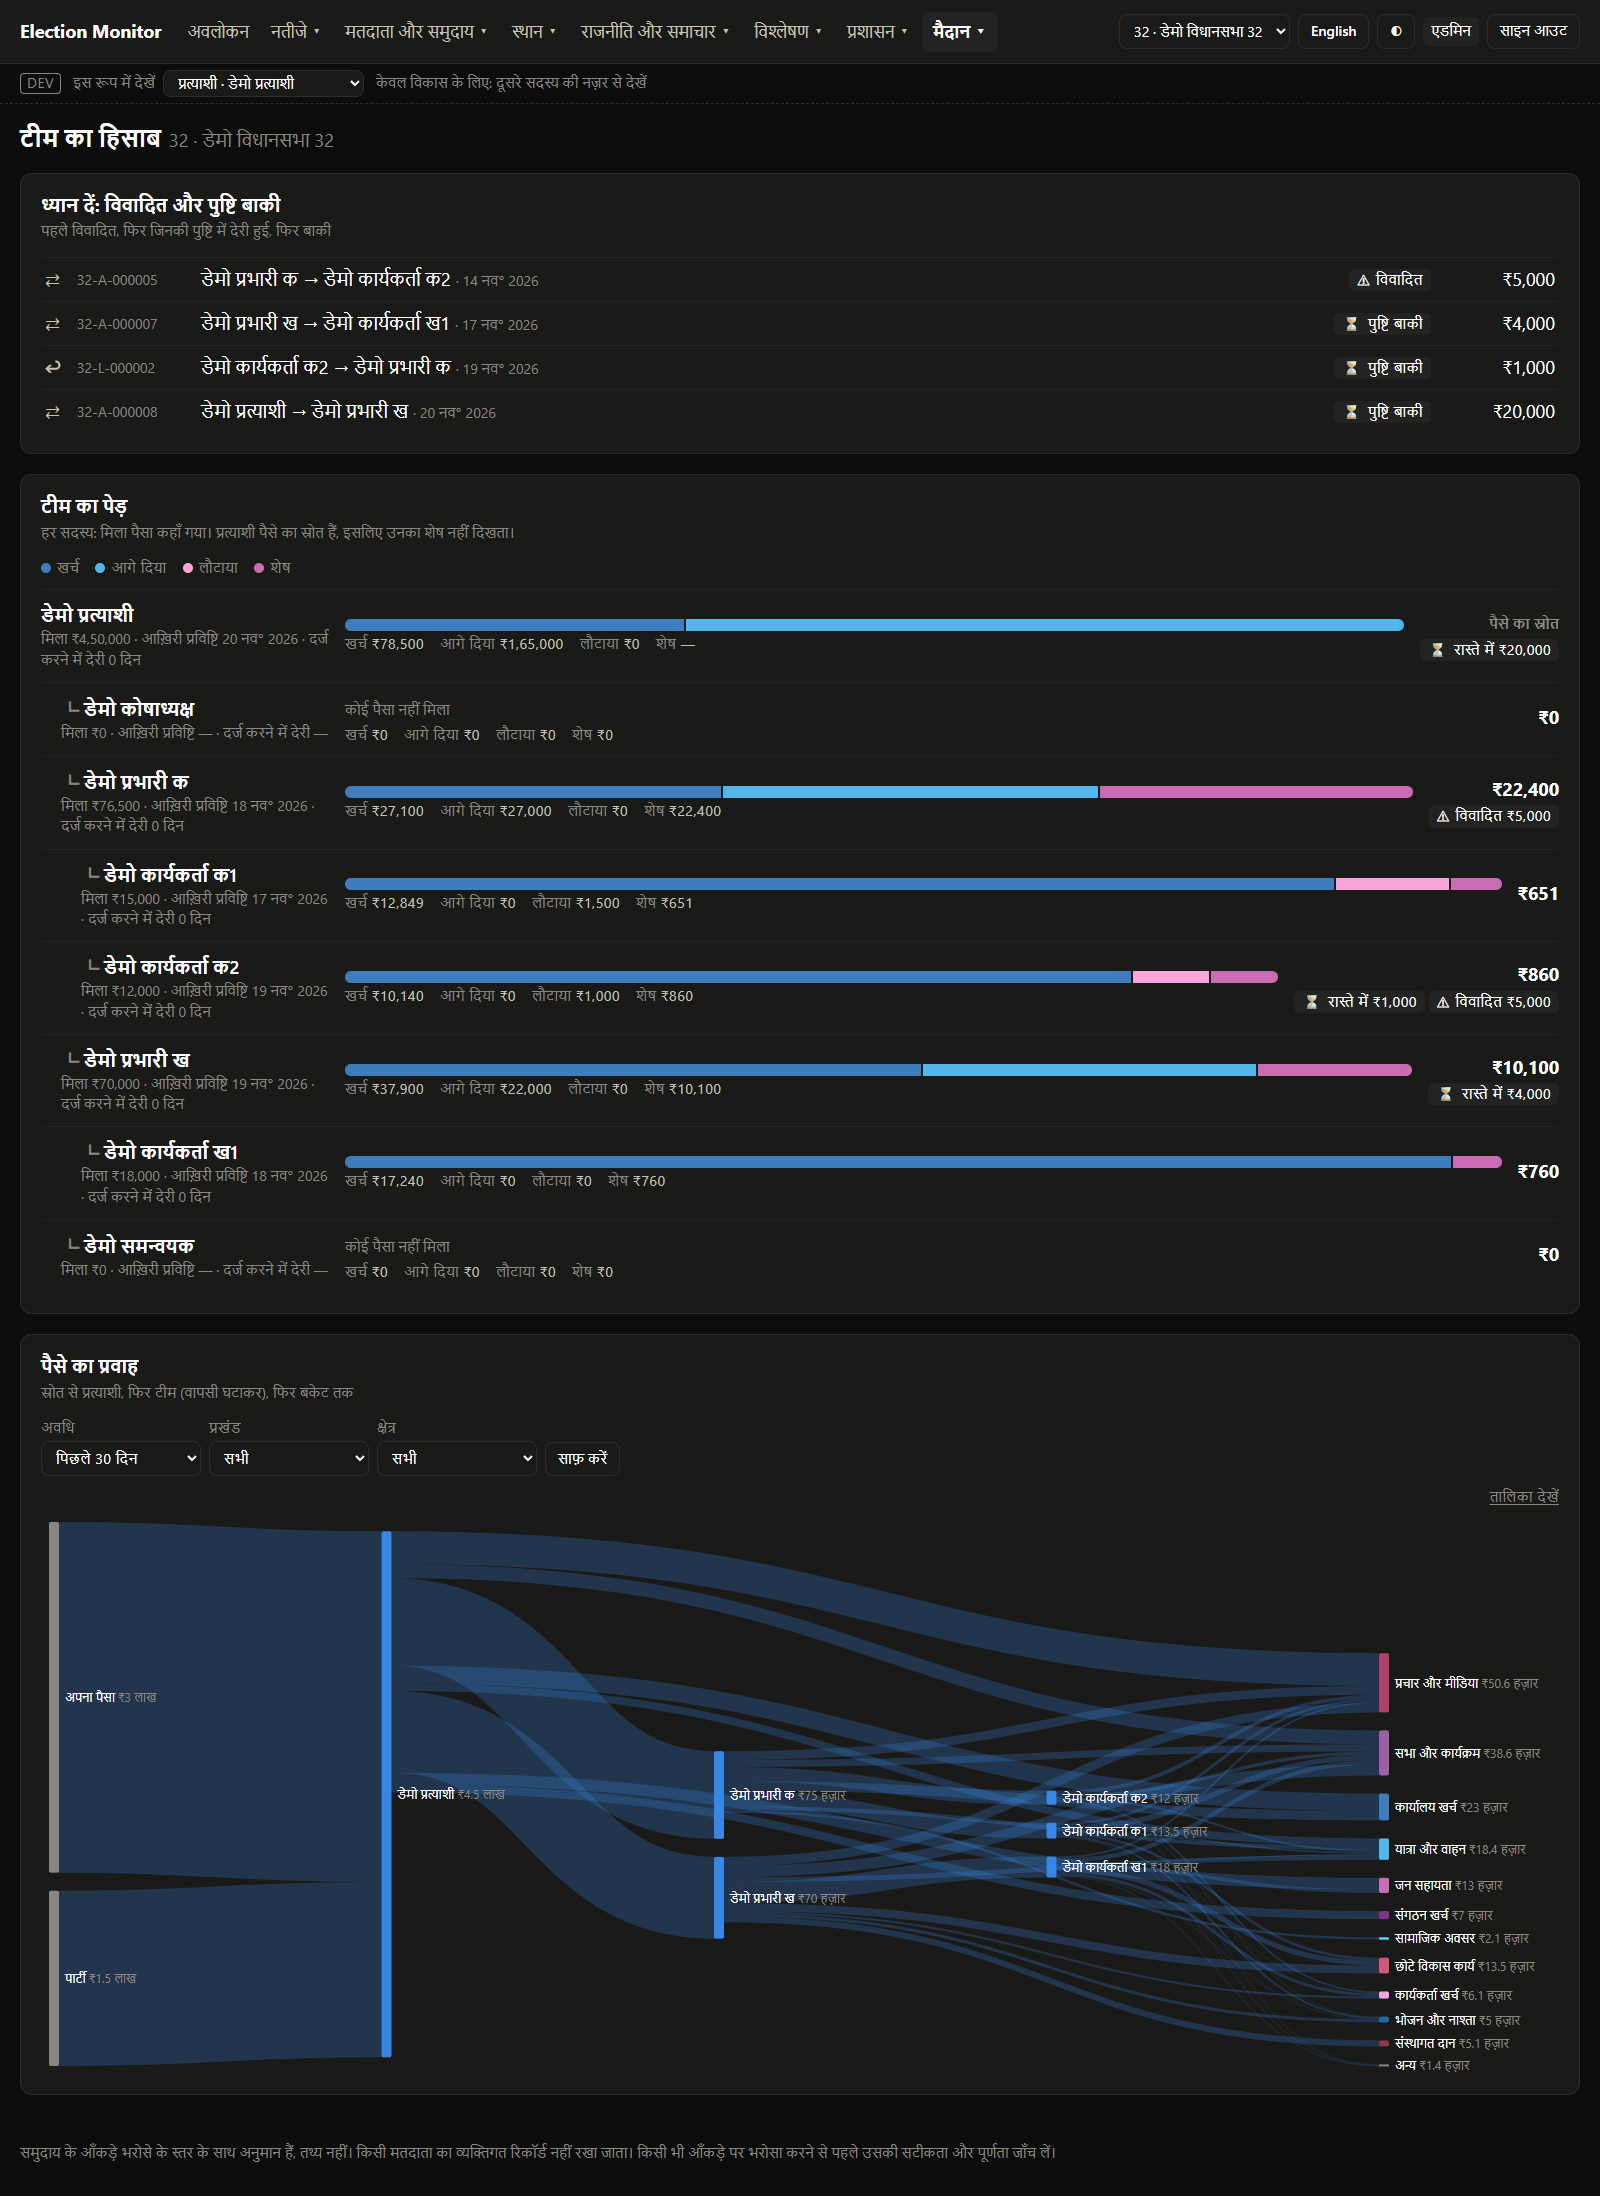 Election Monitor अवलोकन नतीजे ▾ मतदाता और समुदाय ▾ स्थान ▾ राजनीति और समाचार ▾ विश्लेषण ▾ प्रशासन ▾ मैदान ▾ 32 · डेमो विधानसभा 32 English एडमिन साइन आउट
DEV इस रूप में देखें प्रत्याशी · डेमो प्रत्याशी केवल विकास के लिए: दूसरे सदस्य की नज़र से देखें
टीम का हिसाब 32 · डेमो विधानसभा 32
ध्यान दें: विवादित और पुष्टि बाकी
पहले विवादित, फिर जिनकी पुष्टि में देरी हुई, फिर बाकी
⇄ 32-A-000005 डेमो प्रभारी क → डेमो कार्यकर्ता क2 · 14 नव॰ 2026 ⚠ विवादित ₹5,000
⇄ 32-A-000007 डेमो प्रभारी ख → डेमो कार्यकर्ता ख1 · 17 नव॰ 2026 ⏳ पुष्टि बाकी ₹4,000
↩ 32-L-000002 डेमो कार्यकर्ता क2 → डेमो प्रभारी क · 19 नव॰ 2026 ⏳ पुष्टि बाकी ₹1,000
⇄ 32-A-000008 डेमो प्रत्याशी → डेमो प्रभारी ख · 20 नव॰ 2026 ⏳ पुष्टि बाकी ₹20,000
टीम का पेड़
हर सदस्य: मिला पैसा कहाँ गया। प्रत्याशी पैसे का स्रोत हैं, इसलिए उनका शेष नहीं दिखता।
खर्च आगे दिया लौटाया शेष
डेमो प्रत्याशी
मिला ₹4,50,000 · आख़िरी प्रविष्टि 20 नव॰ 2026 · दर्ज
करने में देरी 0 दिन
खर्च ₹78,500 आगे दिया ₹1,65,000 लौटाया ₹0 शेष —
पैसे का स्रोत
⏳ रास्ते में ₹20,000
└ डेमो कोषाध्यक्ष
मिला ₹0 · आख़िरी प्रविष्टि — · दर्ज करने में देरी —
कोई पैसा नहीं मिला
खर्च ₹0 आगे दिया ₹0 लौटाया ₹0 शेष ₹0
₹0
└ डेमो प्रभारी क
मिला ₹76,500 · आख़िरी प्रविष्टि 18 नव॰ 2026 ·
दर्ज करने में देरी 0 दिन
खर्च ₹27,100 आगे दिया ₹27,000 लौटाया ₹0 शेष ₹22,400
₹22,400
⚠ विवादित ₹5,000
└ डेमो कार्यकर्ता क1
मिला ₹15,000 · आख़िरी प्रविष्टि 17 नव॰ 2026
· दर्ज करने में देरी 0 दिन
खर्च ₹12,849 आगे दिया ₹0 लौटाया ₹1,500 शेष ₹651
₹651
└ डेमो कार्यकर्ता क2
मिला ₹12,000 · आख़िरी प्रविष्टि 19 नव॰ 2026
· दर्ज करने में देरी 0 दिन
खर्च ₹10,140 आगे दिया ₹0 लौटाया ₹1,000 शेष ₹860
₹860
⏳ रास्ते में ₹1,000 ⚠ विवादित ₹5,000
└ डेमो प्रभारी ख
मिला ₹70,000 · आख़िरी प्रविष्टि 19 नव॰ 2026 ·
दर्ज करने में देरी 0 दिन
खर्च ₹37,900 आगे दिया ₹22,000 लौटाया ₹0 शेष ₹10,100
₹10,100
⏳ रास्ते में ₹4,000
└ डेमो कार्यकर्ता ख1
मिला ₹18,000 · आख़िरी प्रविष्टि 18 नव॰ 2026
· दर्ज करने में देरी 0 दिन
खर्च ₹17,240 आगे दिया ₹0 लौटाया ₹0 शेष ₹760
₹760
└ डेमो समन्वयक
मिला ₹0 · आख़िरी प्रविष्टि — · दर्ज करने में देरी —
कोई पैसा नहीं मिला
खर्च ₹0 आगे दिया ₹0 लौटाया ₹0 शेष ₹0
₹0
पैसे का प्रवाह
स्रोत से प्रत्याशी, फिर टीम (वापसी घटाकर), फिर बकेट तक
अवधि प्रखंड क्षेत्र
पिछले 30 दिन सभी सभी साफ़ करें
तालिका देखें
अपना पैसा ₹3 लाख
पार्टी ₹1.5 लाख
डेमो प्रत्याशी ₹4.5 लाख
डेमो प्रभारी क ₹75 हज़ार
डेमो प्रभारी ख ₹70 हज़ार
डेमो कार्यकर्ता क2 ₹12 हज़ार
डेमो कार्यकर्ता क1 ₹13.5 हज़ार
डेमो कार्यकर्ता ख1 ₹18 हज़ार
प्रचार और मीडिया ₹50.6 हज़ार
सभा और कार्यक्रम ₹38.6 हज़ार
कार्यालय खर्च ₹23 हज़ार
यात्रा और वाहन ₹18.4 हज़ार
जन सहायता ₹13 हज़ार
संगठन खर्च ₹7 हज़ार
सामाजिक अवसर ₹2.1 हज़ार
छोटे विकास कार्य ₹13.5 हज़ार
कार्यकर्ता खर्च ₹6.1 हज़ार
भोजन और नाश्ता ₹5 हज़ार
संस्थागत दान ₹5.1 हज़ार
अन्य ₹1.4 हज़ार
समुदाय के आँकड़े भरोसे के स्तर के साथ अनुमान हैं, तथ्य नहीं। किसी मतदाता का व्यक्तिगत रिकॉर्ड नहीं रखा जाता। किसी भी आँकड़े पर भरोसा करने से पहले उसकी सटीकता और पूर्णता जाँच लें।